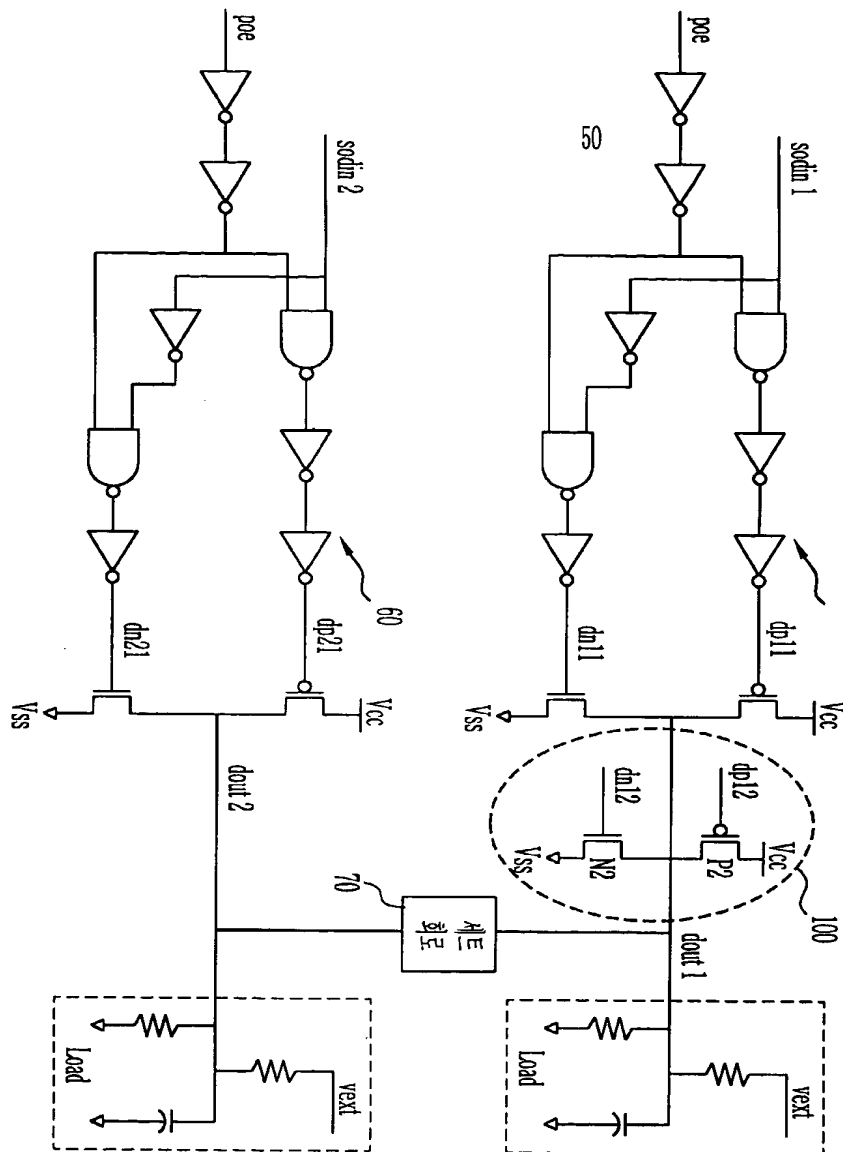 sodin 1
poe
50
dp11
Vcc
dn11
Vss
100
Vcc
dp12
P2
dn12
N2
Vss
dout 1
vext
Load
70
세트
회로
sodin 2
poe
60
dp21
Vcc
dn21
Vss
dout 2
vext
Load